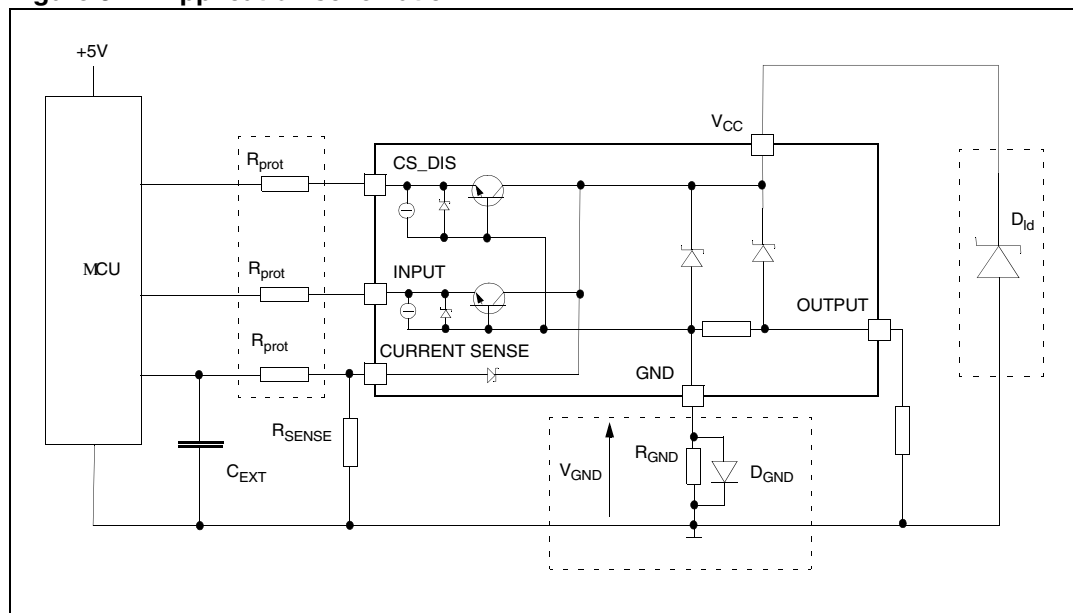 +5V
MCU
Rprot
Rprot
Rprot
CEXT
RSENSE
CS_DIS
INPUT
CURRENT SENSE
VCC
OUTPUT
GND
VGND
RGND
DGND
Dld